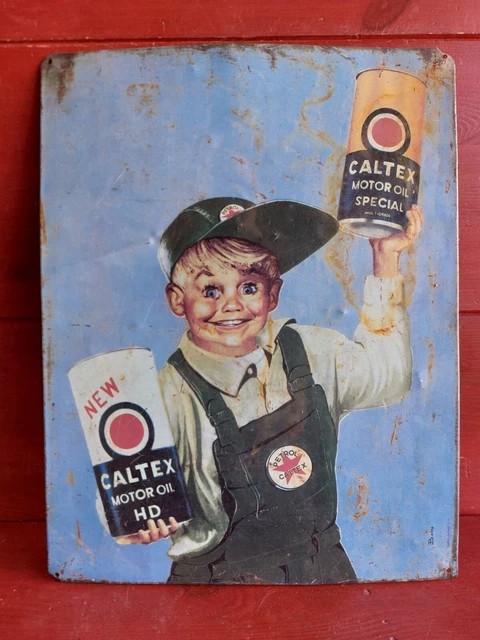 CALTEX
MOTOR OIL
SPECIAL
NEW
CALTEX
MOTOR OIL
HD
PETROL
CALTEX